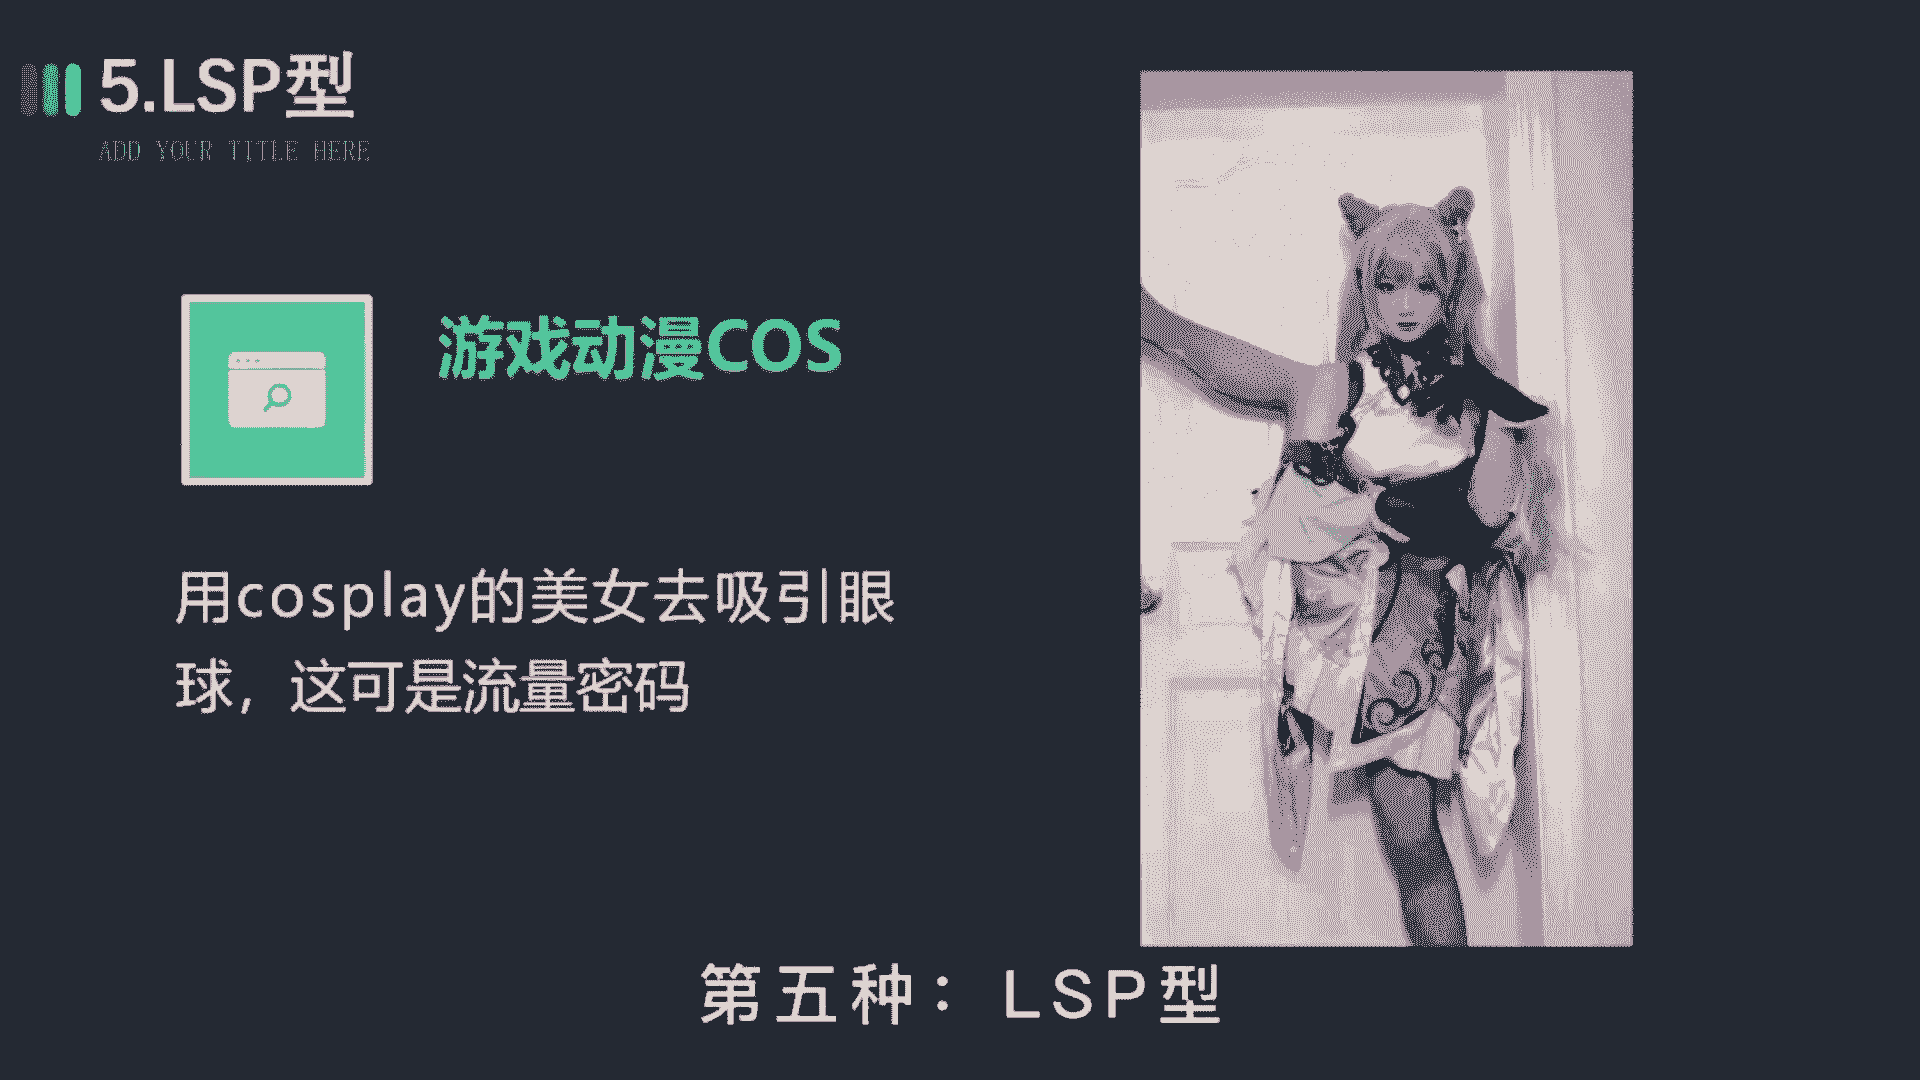 5.LSP型
ADD YOUR TITLE HERE
游戏动漫COS
用cosplay的美女去吸引眼
球，这可是流量密码
第五种：LSP型